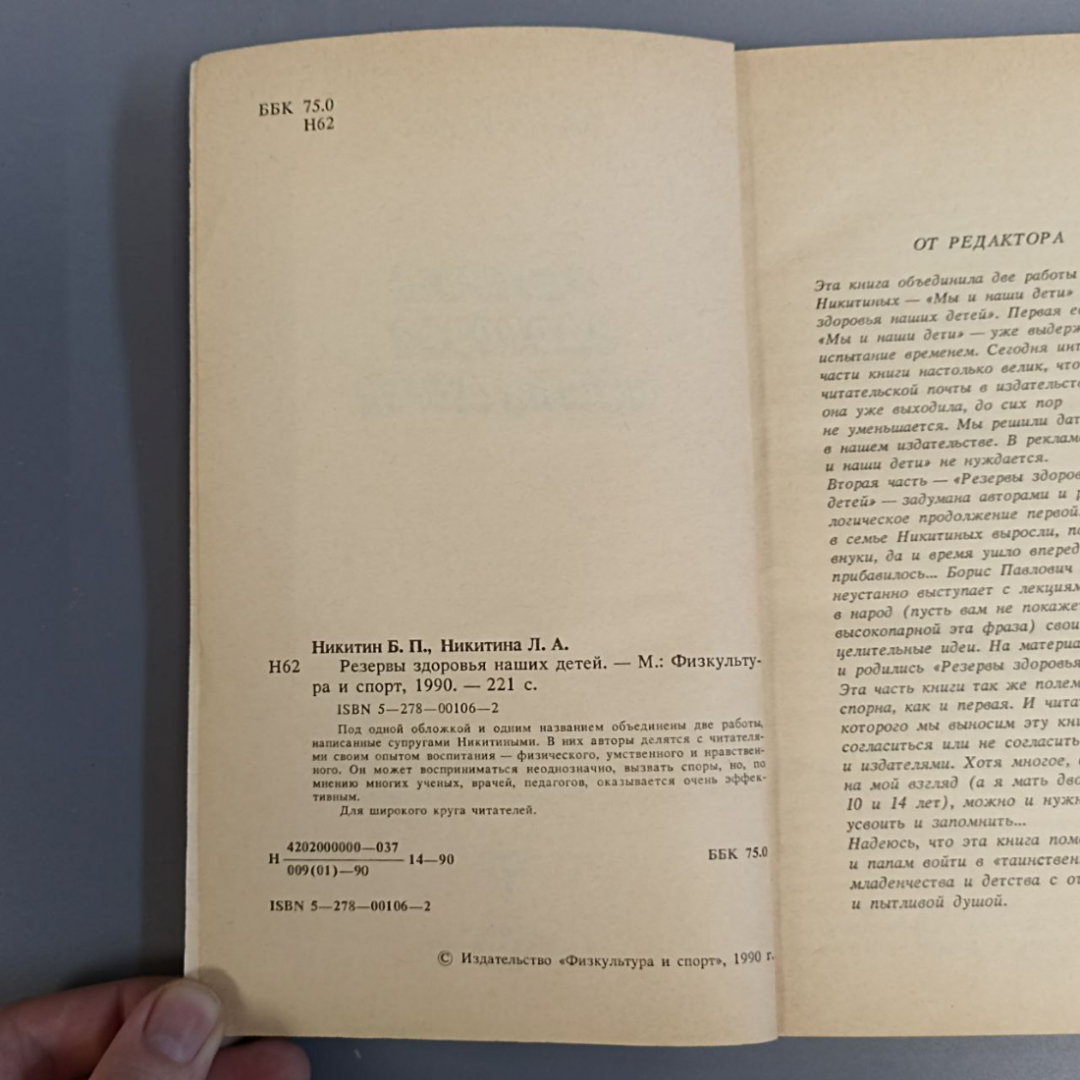 ББК 75.0
Н62
Никитин Б. П., Никитина Л. А.
Н62 Резервы здоровья наших детей. — М.: Физкульту-
ра и спорт, 1990. — 221 с.
ISBN 5—278—00106—2
Под одной обложкой и одним названием объединены две работы,
написанные супругами Никитиными. В них авторы делятся с читателя-
ми своим опытом воспитания — физического, умственного и нравствен-
ного. Он может восприниматься неоднозначно, вызвать споры, но, по
мнению многих ученых, врачей, педагогов, оказывается очень эффек-
тивным.
Для широкого круга читателей.
4202000000—037
Н 14—90
009(01)—90
ББК 75.0
ISBN 5—278—00106—2
© Издательство «Физкультура и спорт», 1990 г.
ОТ РЕДАКТОРА
Эта книга объединила две работы
Никитиных — «Мы и наши дети»
здоровья наших детей». Первая
«Мы и наши дети» — уже
испытание временем. Сегодня
части книги настолько велик, что
читательской почты в
она уже выходила, до сих пор
не уменьшается. Мы решили
в нашем издательстве. В
и наши дети» не нуждается.
Вторая часть — «Резервы
детей» — задумана авторами и
логическое продолжение первой.
в семье Никитиных выросли,
внуки, да и время ушло вперед
прибавилось... Борис Павлович
неустанно выступает с
в народ (пусть вам не
высокопарной эта фраза)
целительные идеи. На
и родились «Резервы здоровья
Эта часть книги так же
спорна, как и первая. И
которого мы выносим эту
согласиться или не
и издателями. Хотя многое,
на мой взгляд (а я мать
10 и 14 лет), можно и
усвоить и запомнить...
Надеюсь, что эта книга
и папам войти в
младенчества и детства с
и пытливой душой.